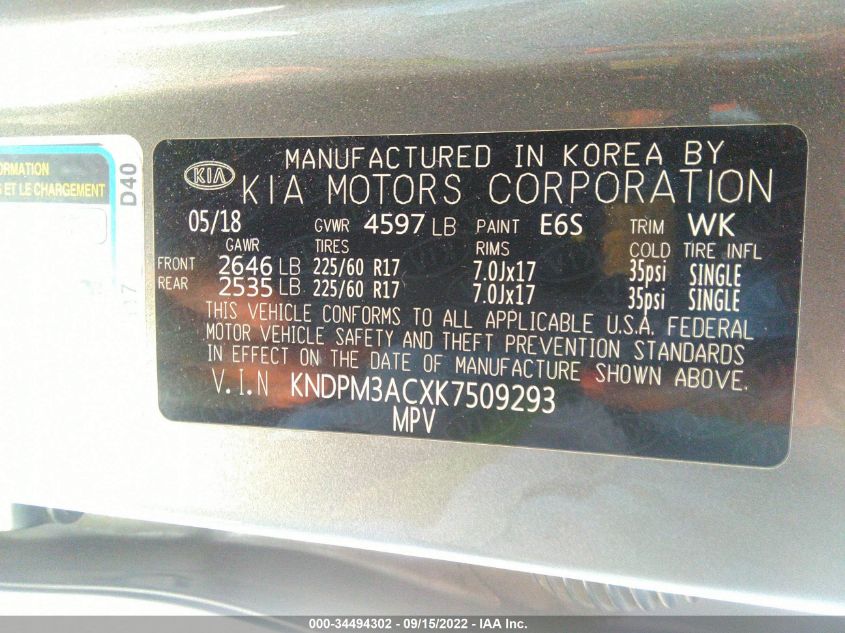 ORMATION
S ET LE CHARGEMENT
D40
KIA
MANUFACTURED IN KOREA BY
KIA MOTORS CORPORATION
05/18 GVWR 4597 LB PAINT E6S TRIM WK
GAWR TIRES RIMS COLD TIRE INFL
FRONT 2646 LB 225/60 R17 7.0Jx17 35psi SINGLE
REAR 2535 LB 225/60 R17 7.0Jx17 35psi SINGLE
THIS VEHICLE CONFORMS TO ALL APPLICABLE U.S.A. FEDERAL
MOTOR VEHICLE SAFETY AND THEFT PREVENTION STANDARDS
IN EFFECT ON THE DATE OF MANUFACTURE SHOWN ABOVE.
V.I.N KNDPM3ACXK7509293
MPV
000-34494302 - 09/15/2022 - IAA Inc.